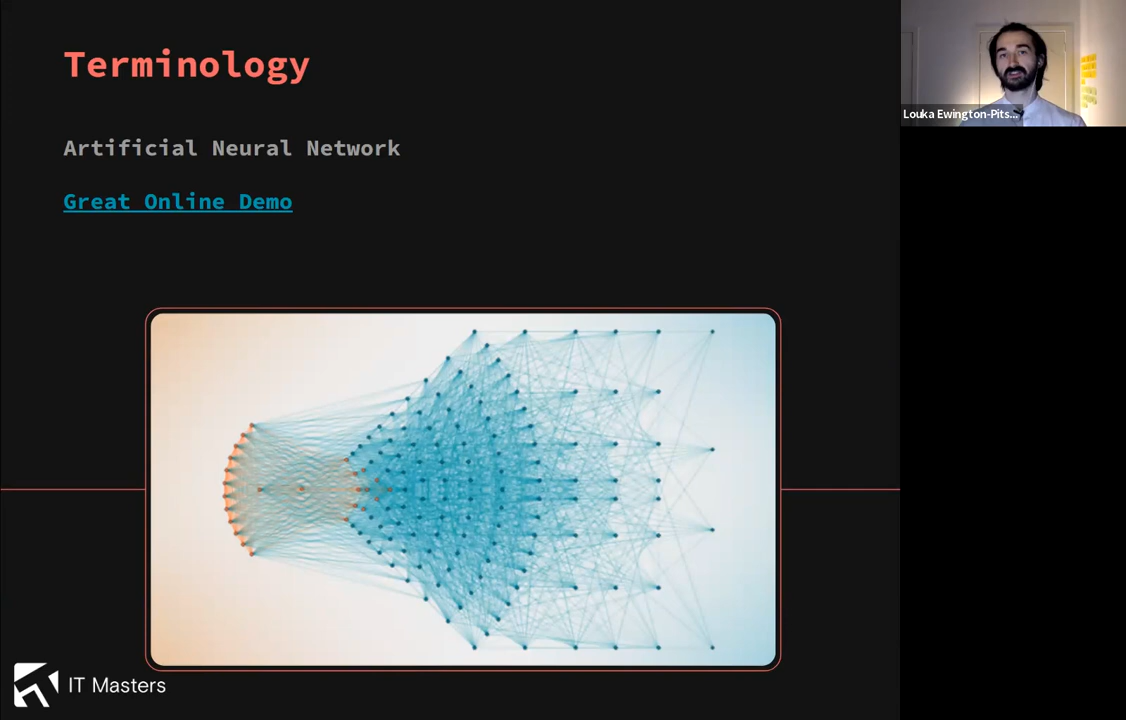 Terminology
Louka Ewington-Pits...
Artificial Neural Network
Great Online Demo
IT Masters